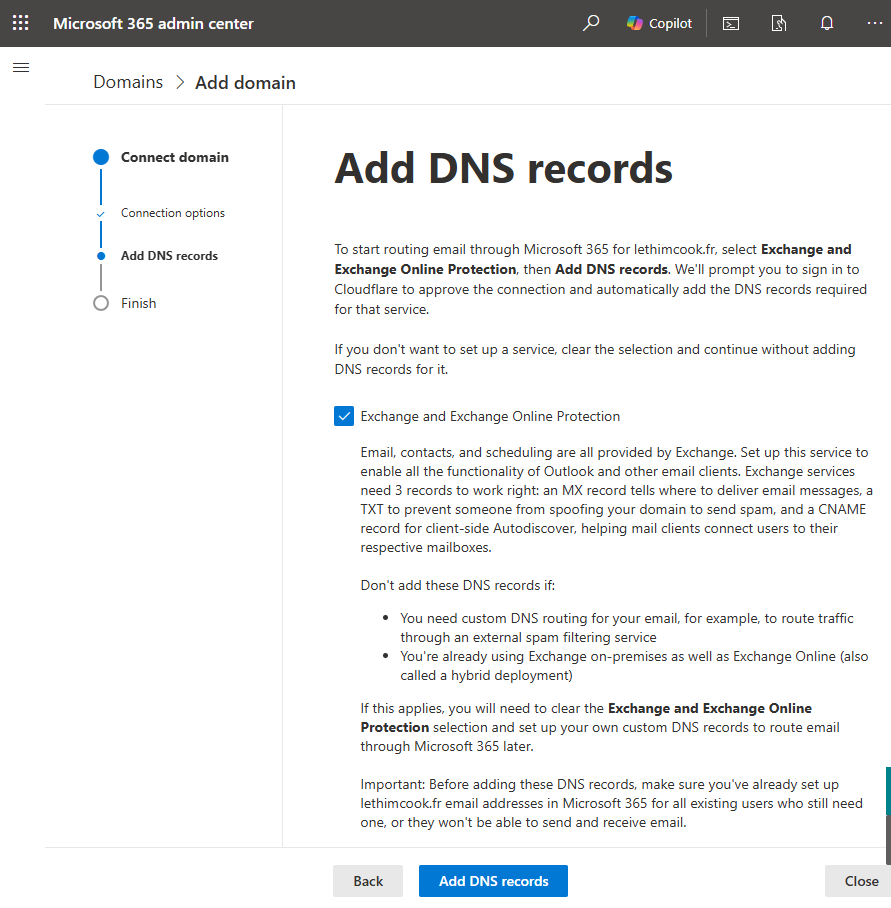 Microsoft 365 admin center
Copilot
Domains > Add domain
Connect domain
Connection options
Add DNS records
Finish
Add DNS records
To start routing email through Microsoft 365 for lethimcook.fr, select Exchange and
Exchange Online Protection, then Add DNS records. We'll prompt you to sign in to
Cloudflare to approve the connection and automatically add the DNS records required
for that service.
If you don't want to set up a service, clear the selection and continue without adding
DNS records for it.
Exchange and Exchange Online Protection
Email, contacts, and scheduling are all provided by Exchange. Set up this service to
enable all the functionality of Outlook and other email clients. Exchange services
need 3 records to work right: an MX record tells where to deliver email messages, a
TXT to prevent someone from spoofing your domain to send spam, and a CNAME
record for client-side Autodiscover, helping mail clients connect users to their
respective mailboxes.
Don't add these DNS records if:
• You need custom DNS routing for your email, for example, to route traffic
through an external spam filtering service
• You're already using Exchange on-premises as well as Exchange Online (also
called a hybrid deployment)
If this applies, you will need to clear the Exchange and Exchange Online
Protection selection and set up your own custom DNS records to route email
through Microsoft 365 later.
Important: Before adding these DNS records, make sure you've already set up
lethimcook.fr email addresses in Microsoft 365 for all existing users who still need
one, or they won't be able to send and receive email.
Back
Add DNS records
Close